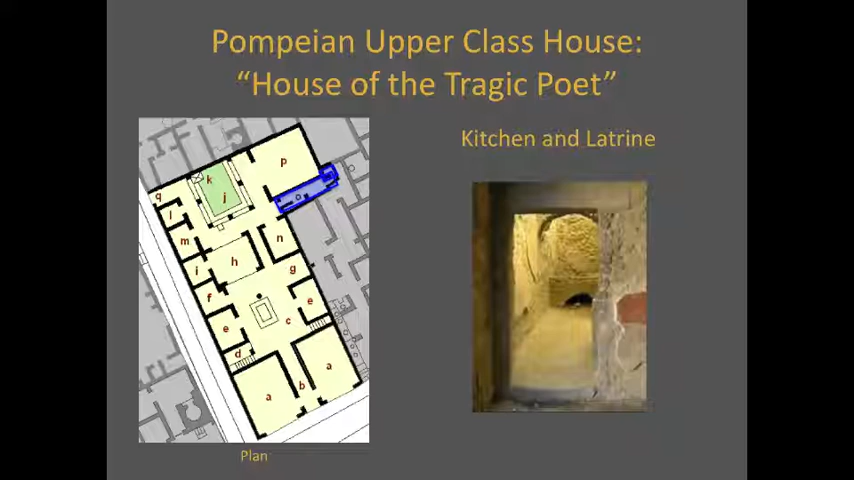 Pompeian Upper Class House:
“House of the Tragic Poet”
Kitchen and Latrine
p
k
q
j
l
m
n
h
i
g
f
e
e
c
d
a
b
a
Plan